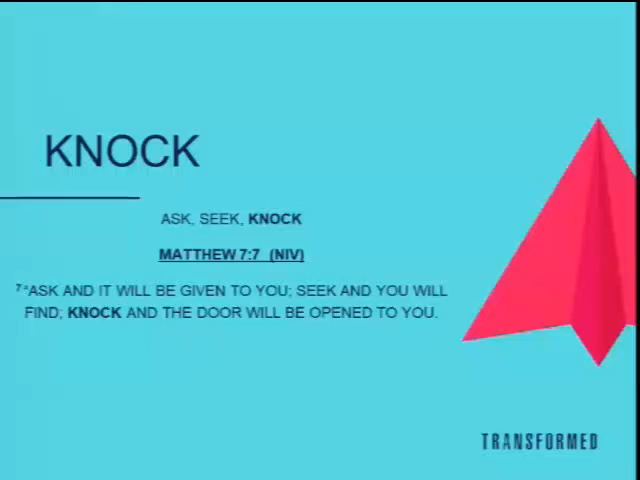 KNOCK
ASK, SEEK, KNOCK
MATTHEW 7:7 (NIV)
7 “ASK AND IT WILL BE GIVEN TO YOU; SEEK AND YOU WILL
FIND; KNOCK AND THE DOOR WILL BE OPENED TO YOU.
TRANSFORMED